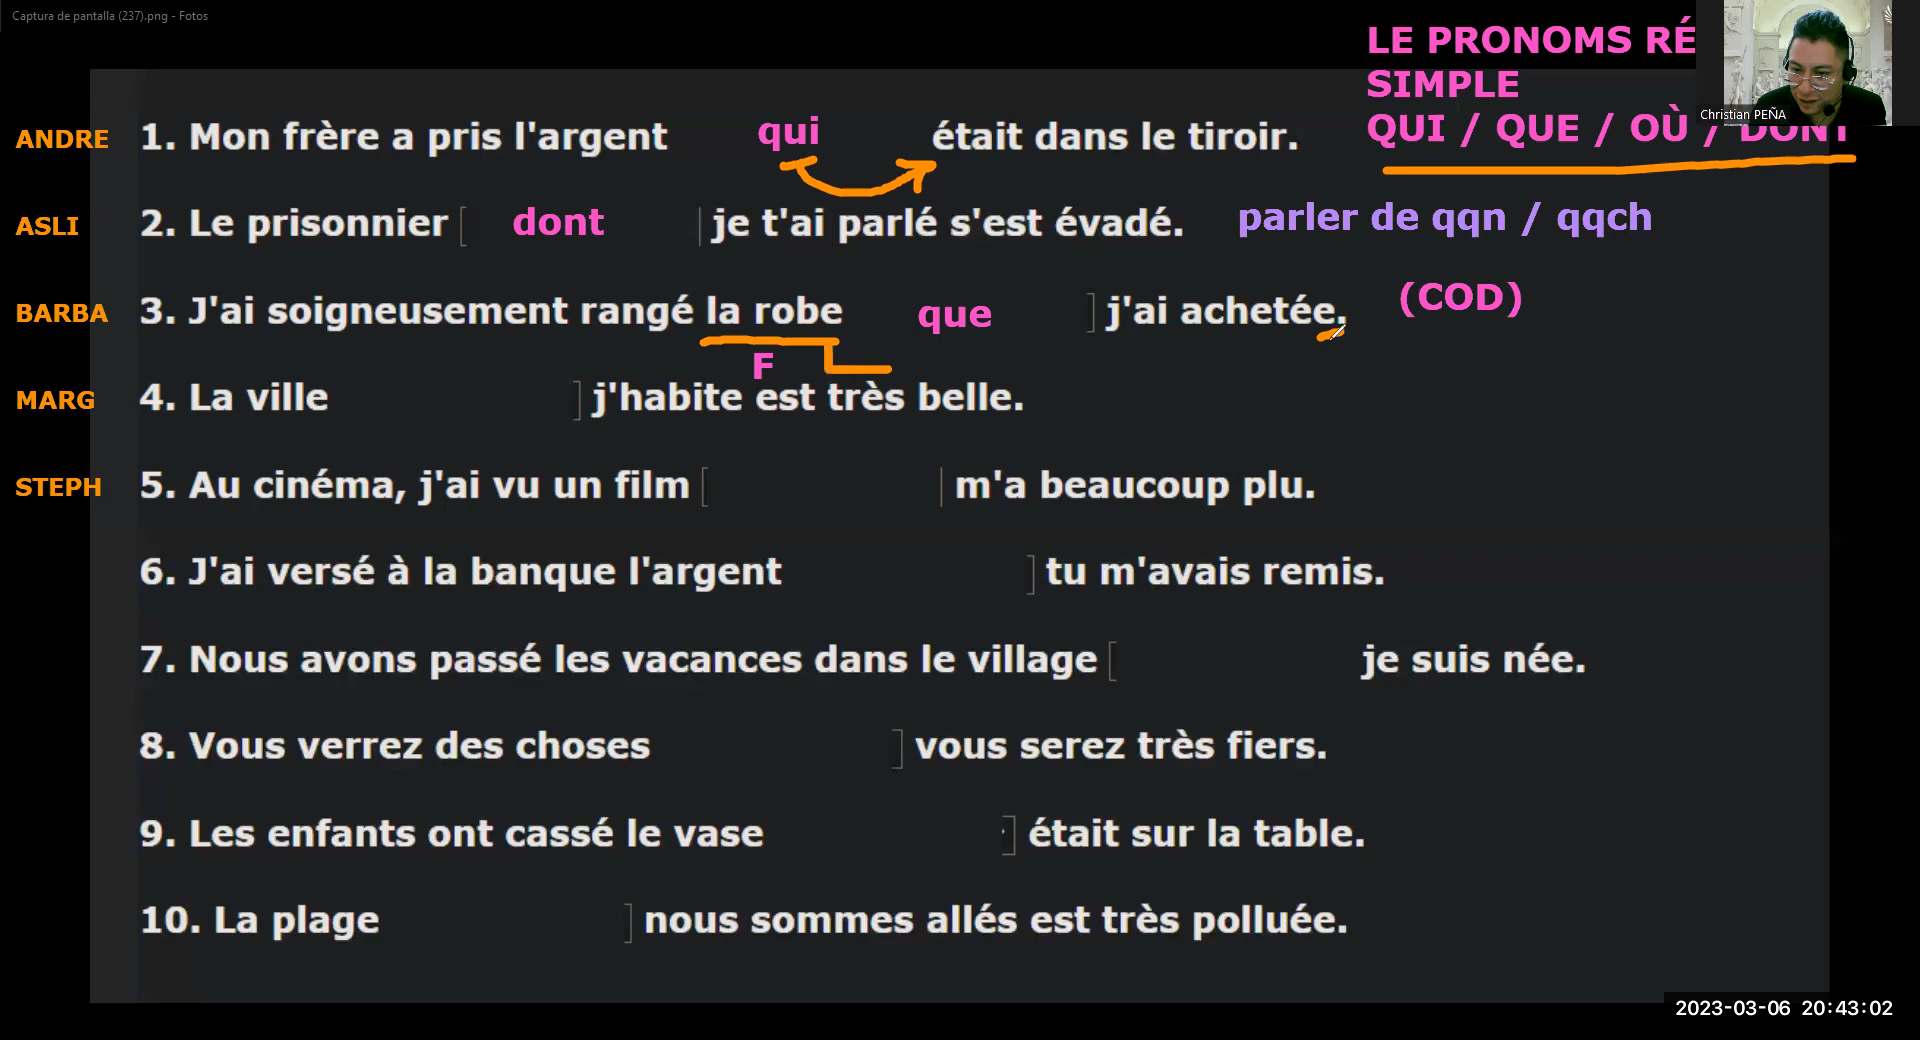 Captura de pantalla (237).png - Fotos
LE PRONOMS RÉ
SIMPLE
QUI / QUE / OÙ / DONT
Christian PEÑA
ANDRE 1. Mon frère a pris l'argent qui était dans le tiroir.
ASLI 2. Le prisonnier [ dont | je t'ai parlé s'est évadé. parler de qqn / qqch
BARBA 3. J'ai soigneusement rangé la robe que ] j'ai achetée. (COD)
F
MARG 4. La ville ] j'habite est très belle.
STEPH 5. Au cinéma, j'ai vu un film [ | m'a beaucoup plu.
6. J'ai versé à la banque l'argent ] tu m'avais remis.
7. Nous avons passé les vacances dans le village [ je suis née.
8. Vous verrez des choses ] vous serez très fiers.
9. Les enfants ont cassé le vase ] était sur la table.
10. La plage ] nous sommes allés est très polluée.
2023-03-06 20:43:02